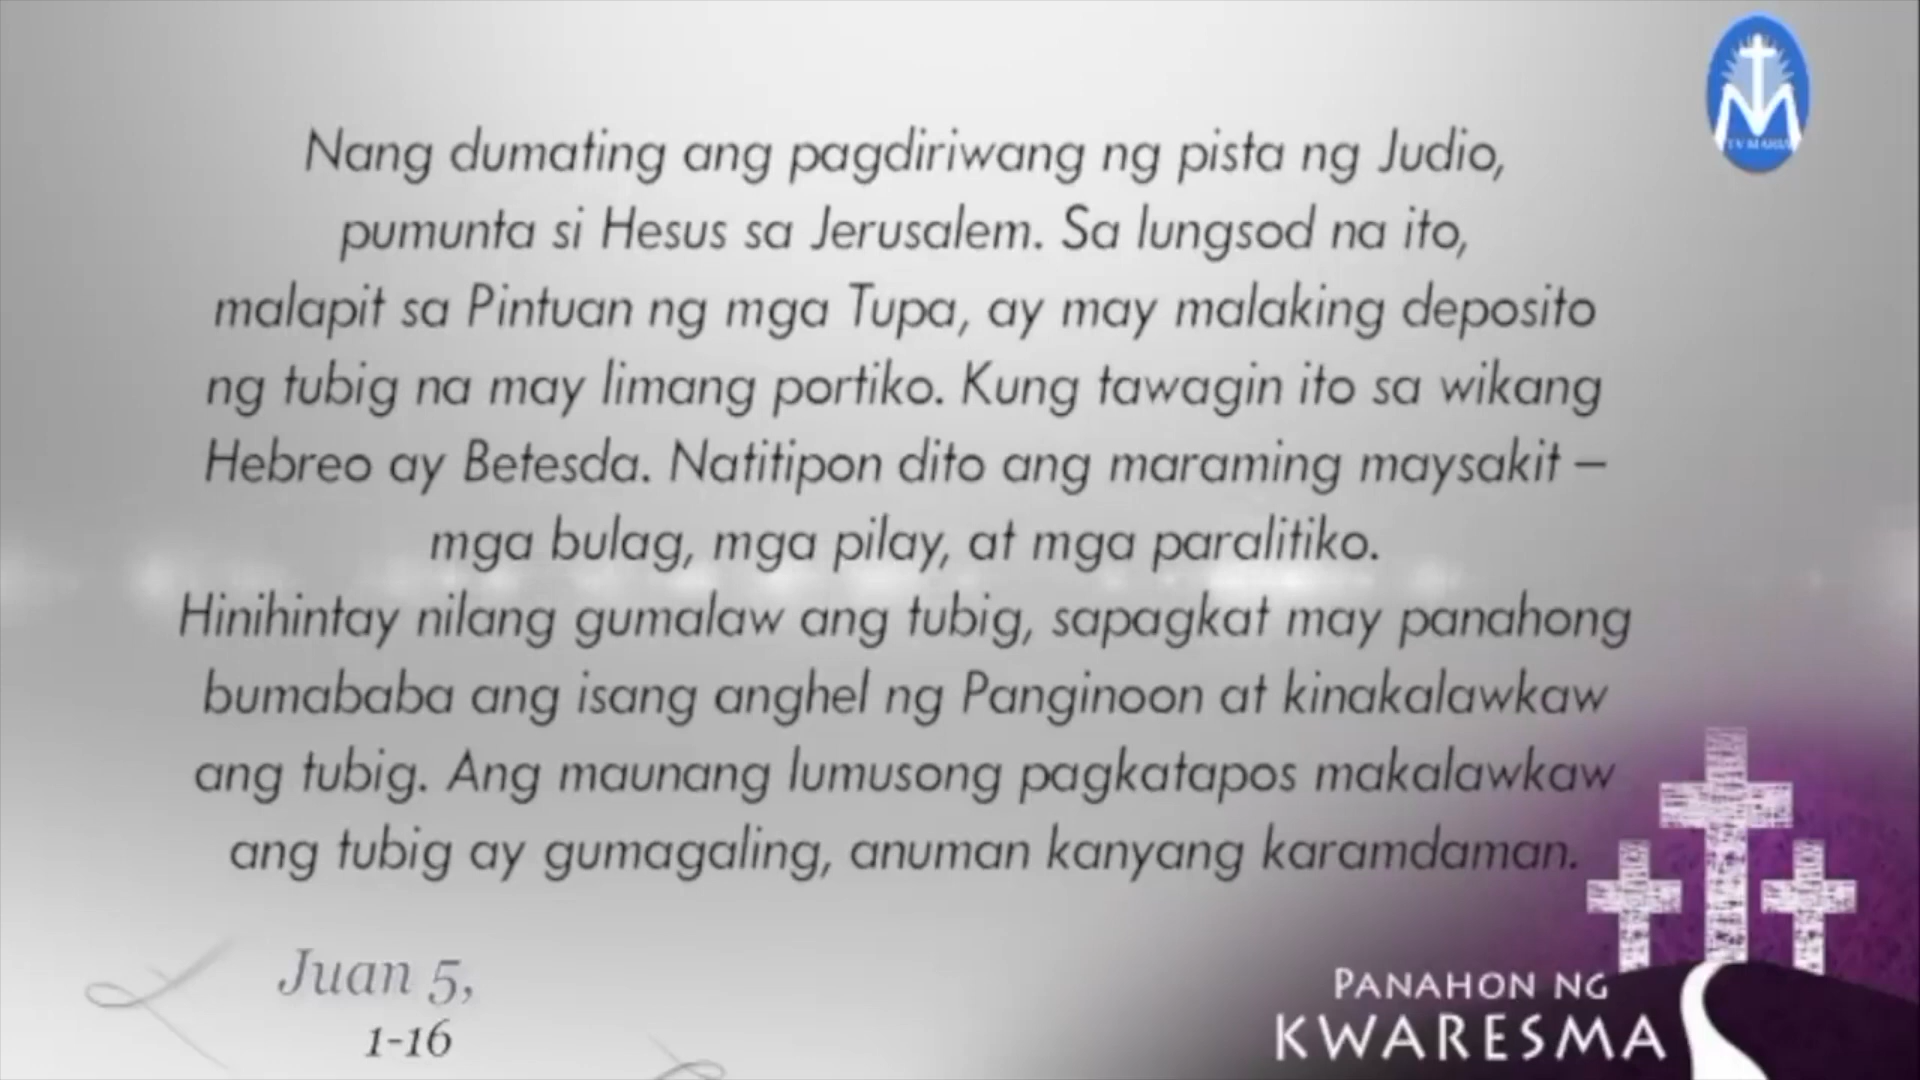 TV MARIA
Nang dumating ang pagdiriwang ng pista ng Judio,
pumunta si Hesus sa Jerusalem. Sa lungsod na ito,
malapit sa Pintuan ng mga Tupa, ay may malaking deposito
ng tubig na may limang portiko. Kung tawagin ito sa wikang
Hebreo ay Betesda. Natitipon dito ang maraming maysakit –
mga bulag, mga pilay, at mga paralitiko.
Hinihintay nilang gumalaw ang tubig, sapagkat may panahong
bumababa ang isang anghel ng Panginoon at kinakalawkaw
ang tubig. Ang maunang lumusong pagkatapos makalawkaw
ang tubig ay gumagaling, anuman kanyang karamdaman.
Juan 5,
1-16
PANAHON NG
KWARESMA